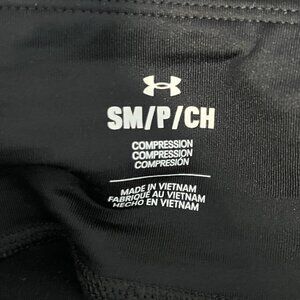 SM/P/CH
COMPRESSION
COMPRESSION
COMPRESIÓN
MADE IN VIETNAM
FABRIQUÉ AU VIETNAM
HECHO EN VIETNAM